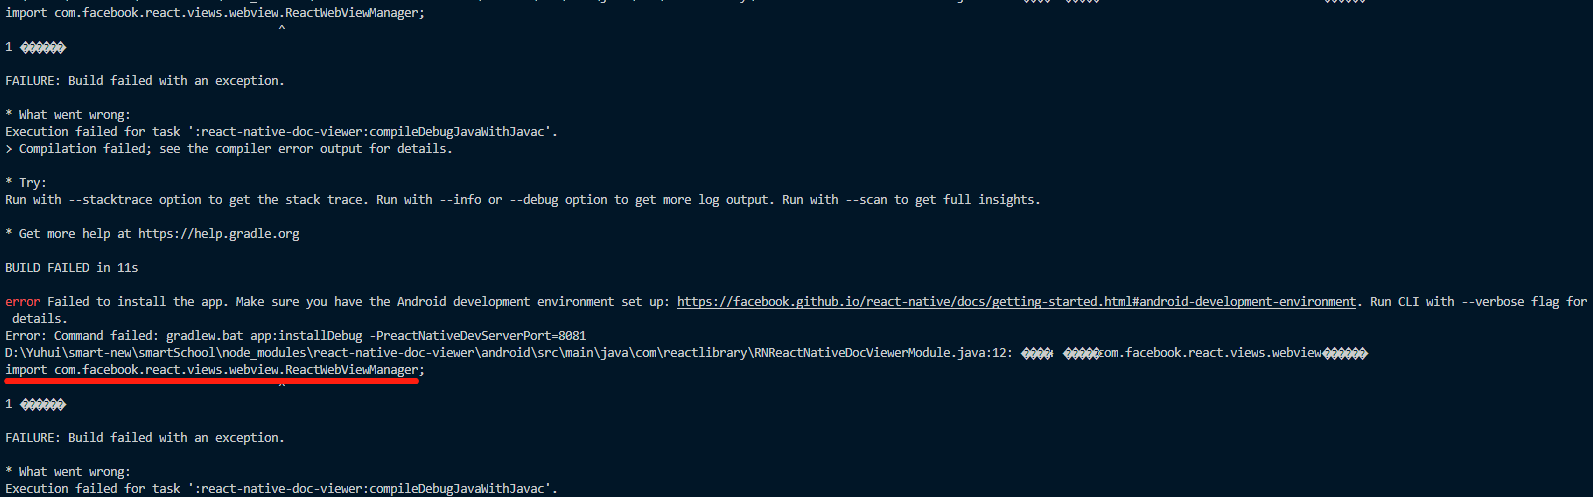 import com.facebook.react.views.webview.ReactWebViewManager;
^
1
FAILURE: Build failed with an exception.
* What went wrong:
Execution failed for task ':react-native-doc-viewer:compileDebugJavaWithJavac'.
> Compilation failed; see the compiler error output for details.
* Try:
Run with --stacktrace option to get the stack trace. Run with --info or --debug option to get more log output. Run with --scan to get full insights.
* Get more help at https://help.gradle.org
BUILD FAILED in 11s
error Failed to install the app. Make sure you have the Android development environment set up: https://facebook.github.io/react-native/docs/getting-started.html#android-development-environment. Run CLI with --verbose flag for
details.
Error: Command failed: gradlew.bat app:installDebug -PreactNativeDevServerPort=8081
D:\Yuhui\smart-new\smartSchool\node_modules\react-native-doc-viewer\android\src\main\java\com\reactlibrary\RNReactNativeDocViewerModule.java:12: com.facebook.react.views.webview
import com.facebook.react.views.webview.ReactWebViewManager;
^
1
FAILURE: Build failed with an exception.
* What went wrong:
Execution failed for task ':react-native-doc-viewer:compileDebugJavaWithJavac'.